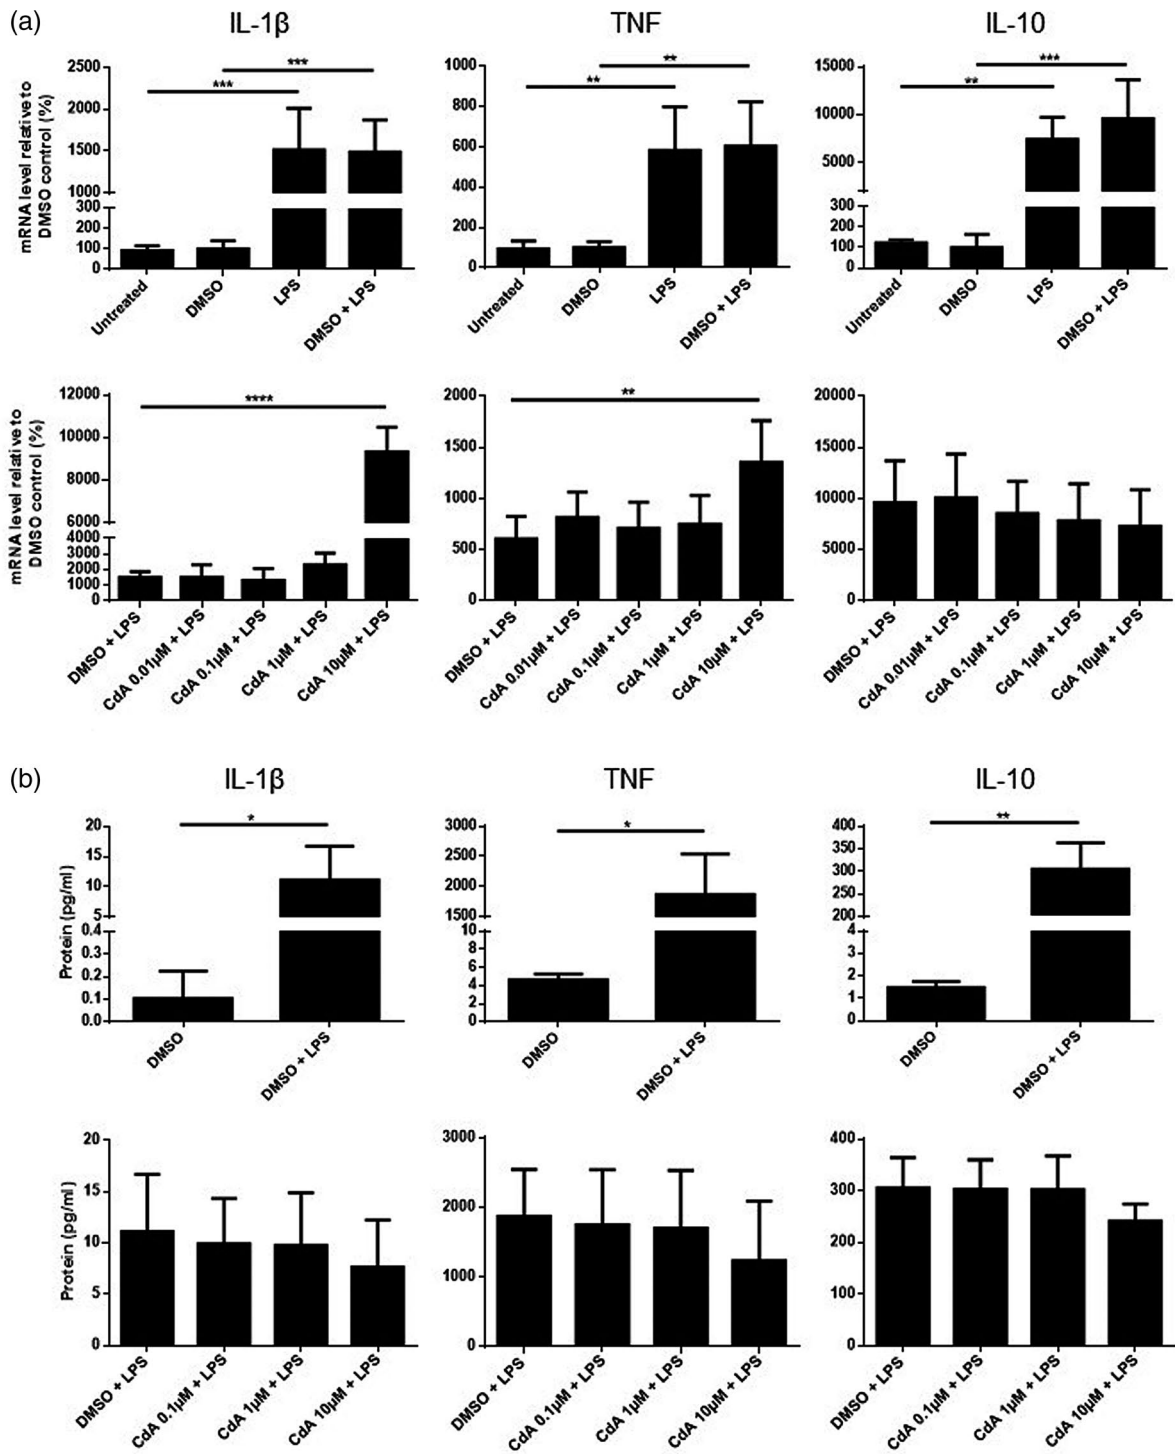 (a)
IL-1β
TNF
IL-10
mRNA level relative to
DMSO control (%)
2500
2000
1500
1000
300
200
100
0
***
***
Untreated
DMSO
LPS
DMSO + LPS
1000
800
600
400
200
0
**
**
Untreated
DMSO
LPS
DMSO + LPS
15000
10000
5000
300
200
100
0
**
***
Untreated
DMSO
LPS
DMSO + LPS
mRNA level relative to
DMSO control (%)
12000
10000
8000
6000
4000
3000
2000
1000
0
****
DMSO + LPS
CdA 0.01µM + LPS
CdA 0.1µM + LPS
CdA 1µM + LPS
CdA 10µM + LPS
2000
1500
1000
500
0
**
DMSO + LPS
CdA 0.01µM + LPS
CdA 0.1µM + LPS
CdA 1µM + LPS
CdA 10µM + LPS
20000
15000
10000
5000
0
DMSO + LPS
CdA 0.01µM + LPS
CdA 0.1µM + LPS
CdA 1µM + LPS
CdA 10µM + LPS
(b)
IL-1β
TNF
IL-10
Protein (pg/ml)
20
15
10
5
0.4
0.3
0.2
0.1
0.0
*
DMSO
DMSO + LPS
3000
2500
2000
1500
10
8
6
4
2
0
*
DMSO
DMSO + LPS
400
350
300
250
200
4
3
2
1
0
**
DMSO
DMSO + LPS
Protein (pg/ml)
20
15
10
5
0
DMSO + LPS
CdA 0.1µM + LPS
CdA 1µM + LPS
CdA 10µM + LPS
3000
2000
1000
0
DMSO + LPS
CdA 0.1µM + LPS
CdA 1µM + LPS
CdA 10µM + LPS
400
300
200
100
0
DMSO + LPS
CdA 0.1µM + LPS
CdA 1µM + LPS
CdA 10µM + LPS